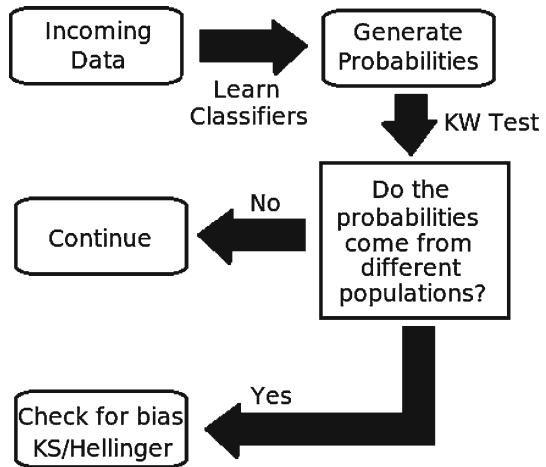 Incoming
Data
Learn
Classifiers
Generate
Probabilities
KW Test
Do the
probabilities
come from
different
populations?
No
Continue
Yes
Check for bias
KS/Hellinger